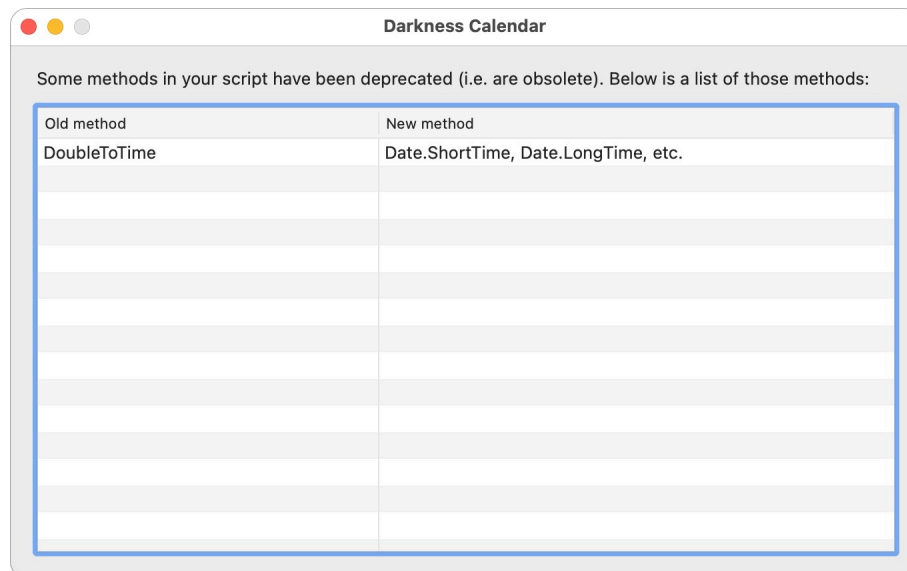 Darkness Calendar
Some methods in your script have been deprecated (i.e. are obsolete). Below is a list of those methods:
Old method New method
DoubleToTime Date.ShortTime, Date.LongTime, etc.